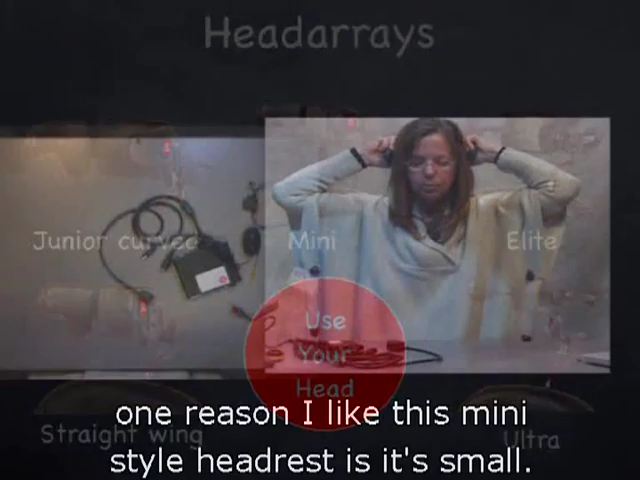 Headarrays
Junior curved
Mini
Elite
Use
Your
Head
Straight wing
Ultra
one reason I like this mini
style headrest is it's small.